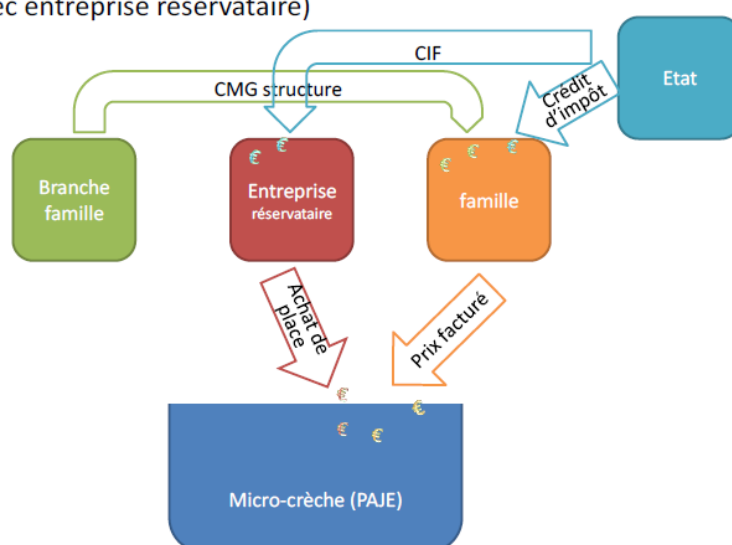 ec entreprise réservataire)
CIF
Etat
CMG structure
Crédit
d'impôt
Branche
famille
Entreprise
réservataire
famille
Achat de
place
Prix facturé
Micro-crèche (PAJE)